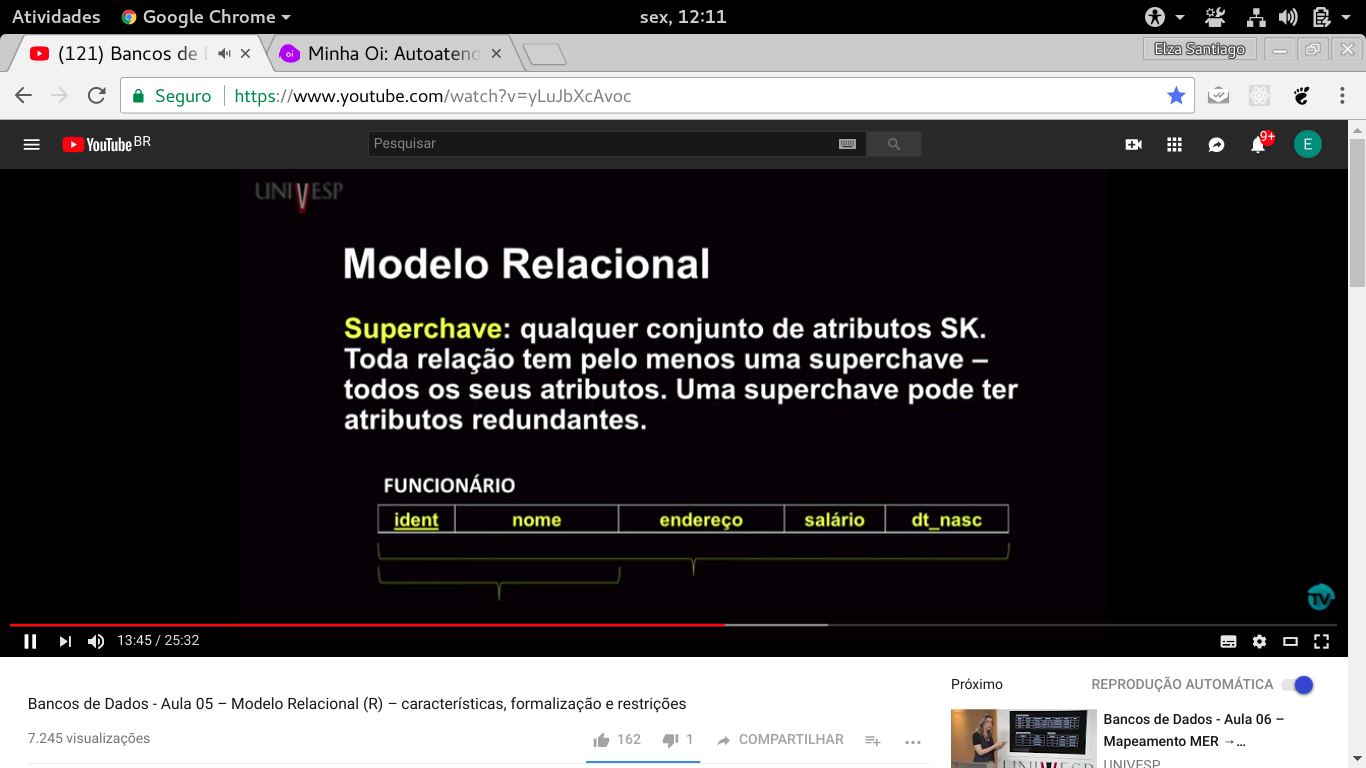 Atividades
Google Chrome
sex, 12:11
(121) Bancos de
Minha Oi: Autoatend
Elza Santiago
Seguro
https://www.youtube.com/watch?v=yLuJbXcAvoc
YouTube BR
Pesquisar
9+
E
UNIVESP
Modelo Relacional
Superchave: qualquer conjunto de atributos SK.
Toda relação tem pelo menos uma superchave –
todos os seus atributos. Uma superchave pode ter
atributos redundantes.
FUNCIONÁRIO
ident nome endereço salário dt_nasc
TV
13:45 / 25:32
Bancos de Dados - Aula 05 – Modelo Relacional (R) – características, formalização e restrições
7.245 visualizações
162
1
COMPARTILHAR
Próximo
REPRODUÇÃO AUTOMÁTICA
Bancos de Dados - Aula 06 –
Mapeamento MER →...
UNIVESP